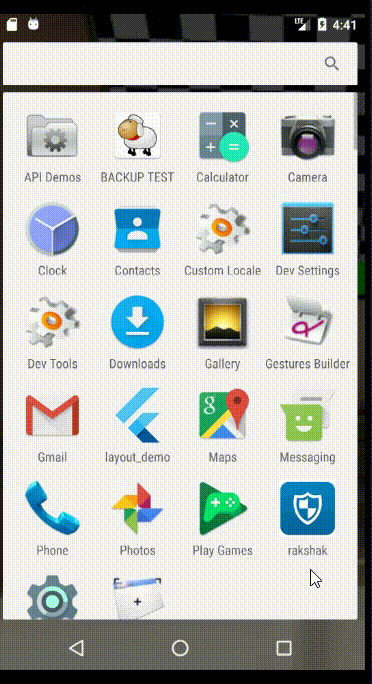 LTE 4:41
API Demos BACKUP TEST Calculator Camera
Clock Contacts Custom Locale Dev Settings
Dev Tools Downloads Gallery Gestures Builder
8
Gmail layout_demo Maps Messaging
Phone Photos Play Games rakshak